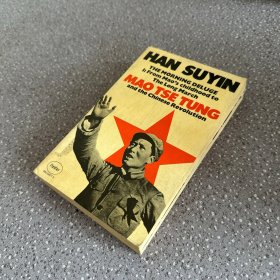 HAN SUYIN
THE MORNING DELUGE
1: From Mao's childhood to
The Long March
MAO TSE TUNG
and the Chinese Revolution